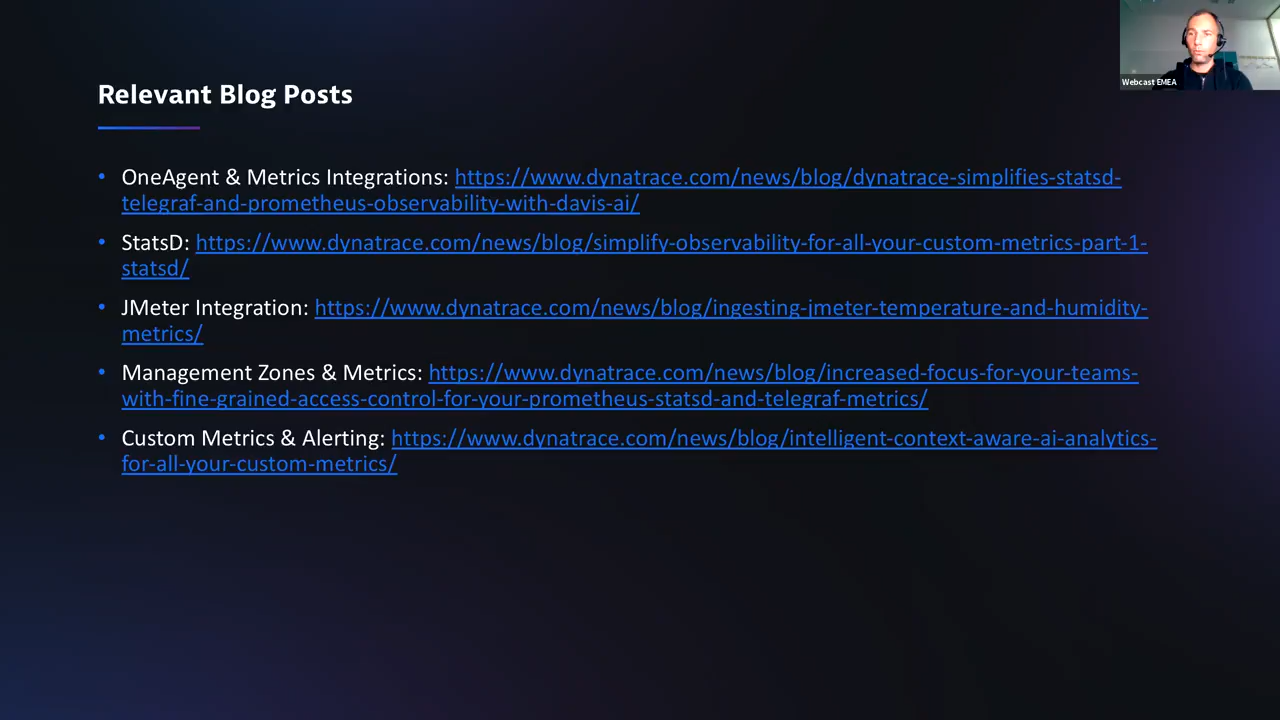 Relevant Blog Posts
Webcast EMEA
• OneAgent & Metrics Integrations: https://www.dynatrace.com/news/blog/dynatrace-simplifies-statsd-
telegraf-and-prometheus-observability-with-davis-ai/
• StatsD: https://www.dynatrace.com/news/blog/simplify-observability-for-all-your-custom-metrics-part-1-
statsd/
• JMeter Integration: https://www.dynatrace.com/news/blog/ingesting-jmeter-temperature-and-humidity-
metrics/
• Management Zones & Metrics: https://www.dynatrace.com/news/blog/increased-focus-for-your-teams-
with-fine-grained-access-control-for-your-prometheus-statsd-and-telegraf-metrics/
• Custom Metrics & Alerting: https://www.dynatrace.com/news/blog/intelligent-context-aware-ai-analytics-
for-all-your-custom-metrics/